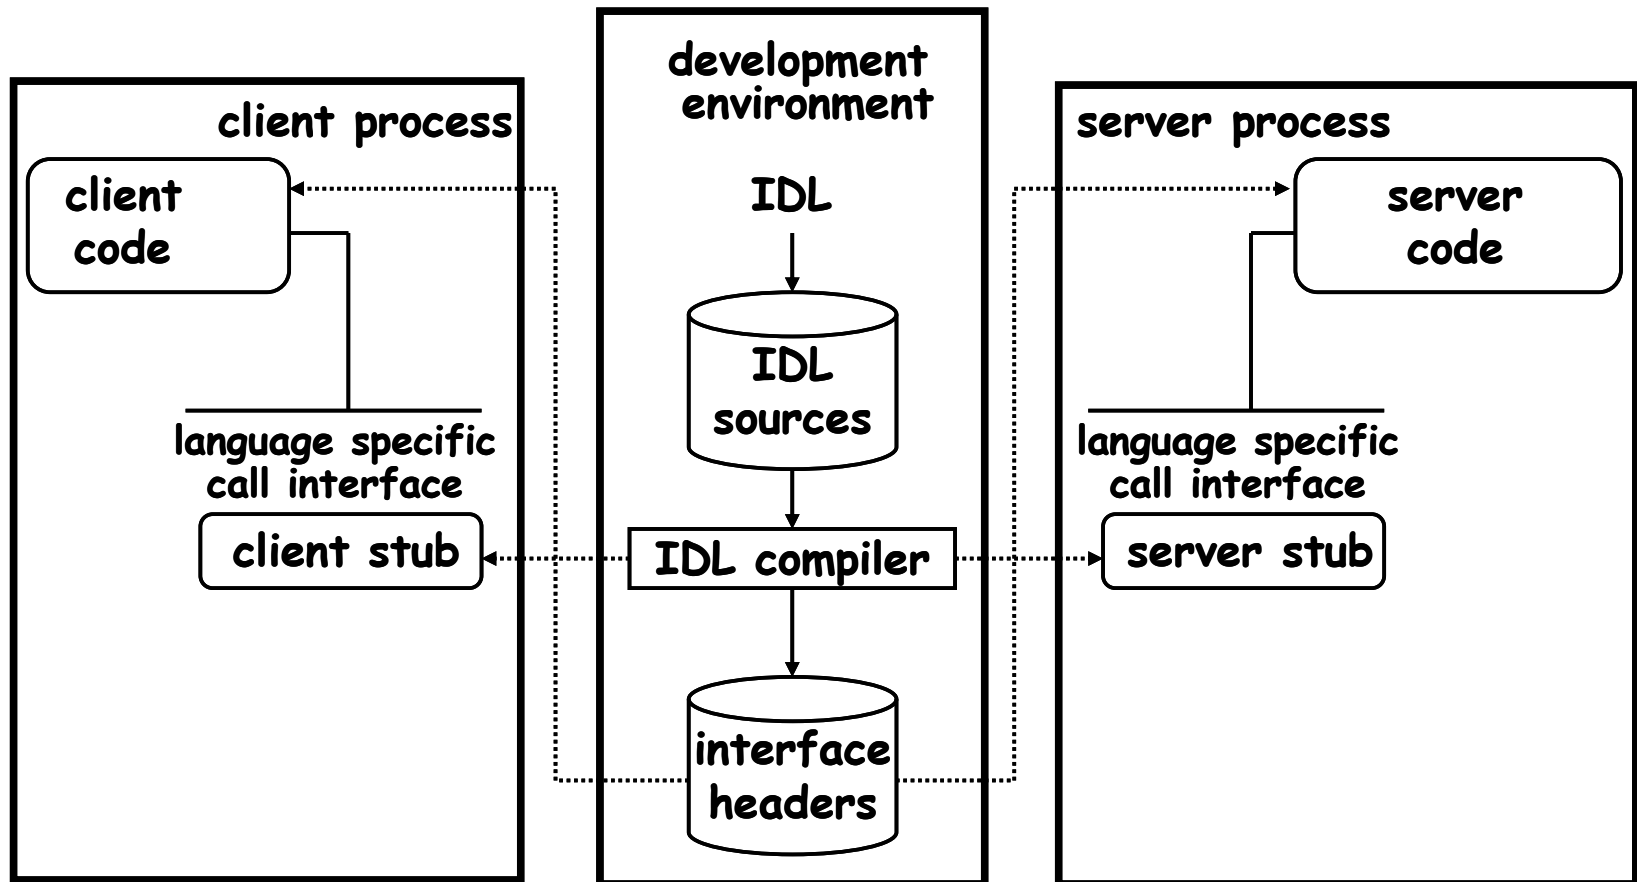 development
environment
client process
server process
client
code
IDL
server
code
IDL
sources
language specific
call interface
language specific
call interface
client stub
IDL compiler
server stub
interface
headers